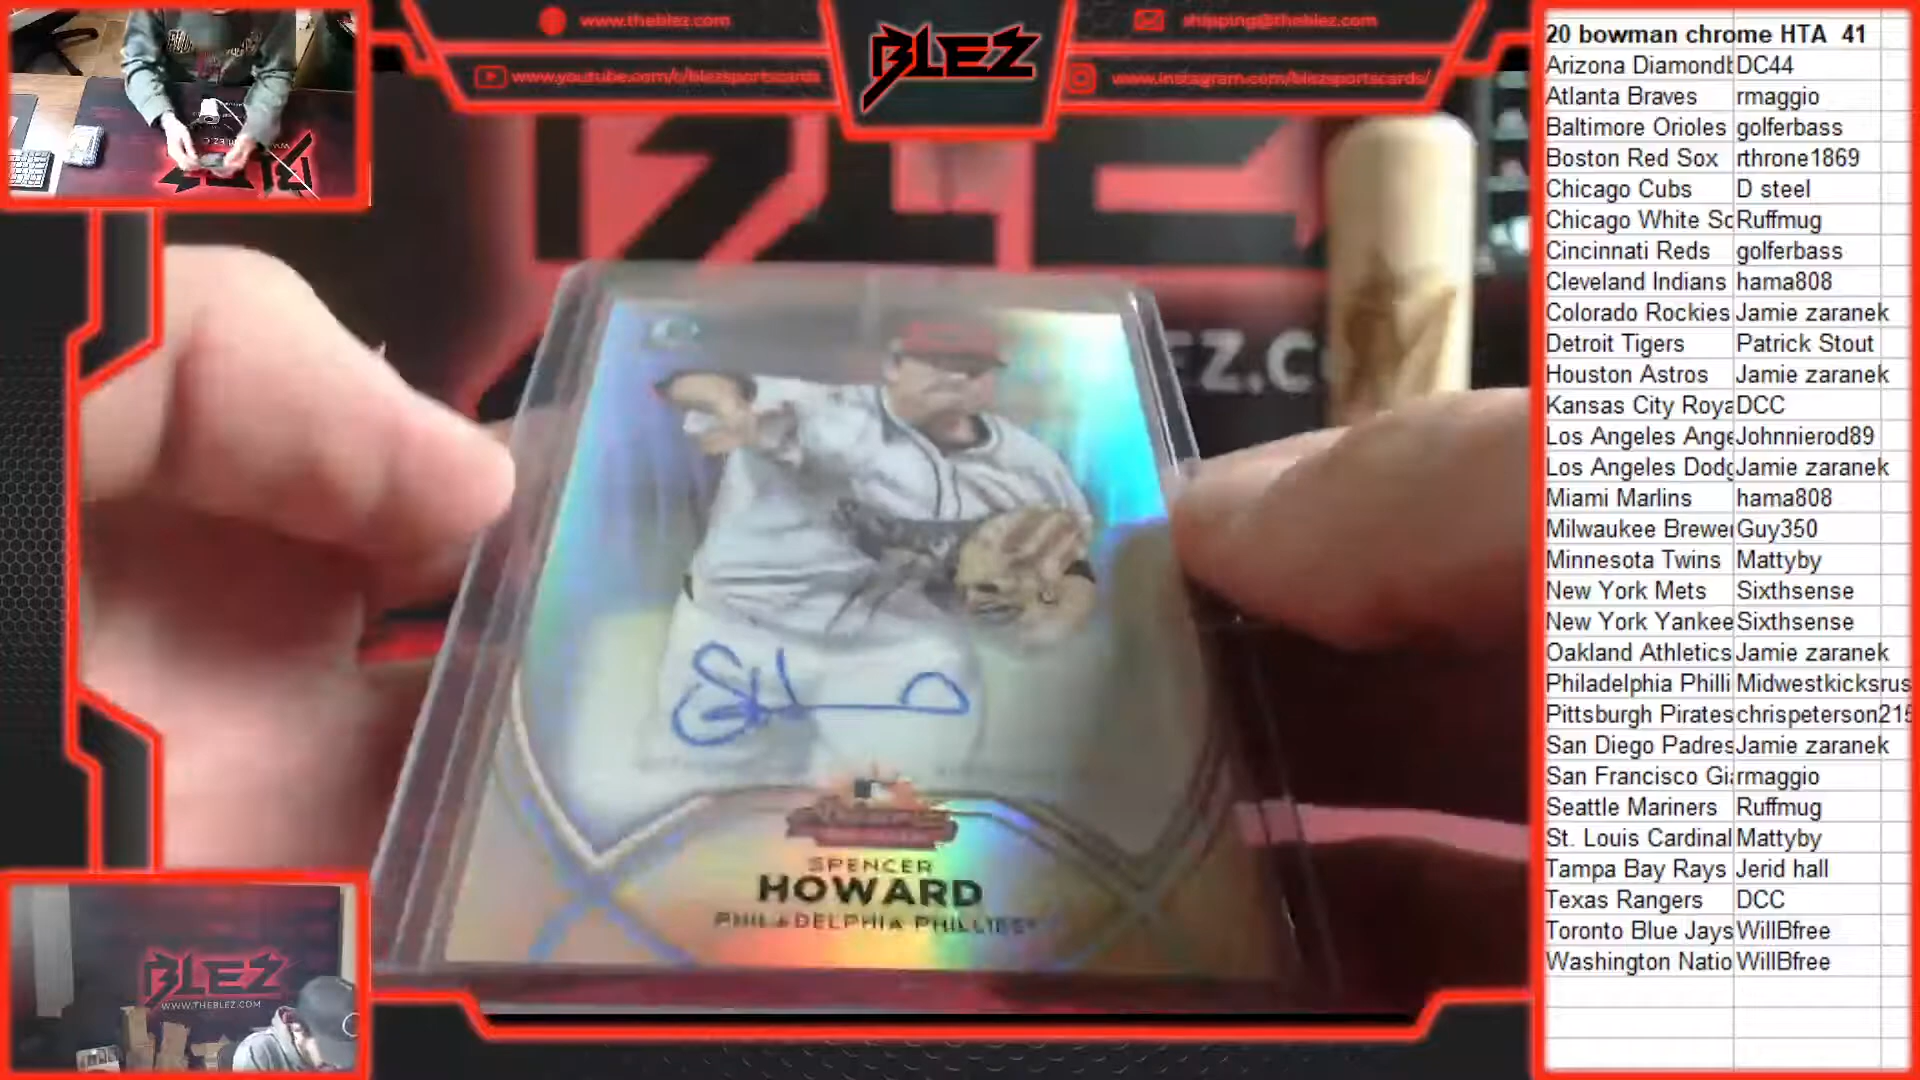 www.theblez.com
shipping@theblez.com
www.youtube.com/c/blezsportscards
www.instagram.com/blezsportscards/
BLEZ
20 bowman chrome HTA 41
Arizona Diamondb DC44
Atlanta Braves rmaggio
Baltimore Orioles golferbass
Boston Red Sox rthrone1869
Chicago Cubs D steel
Chicago White So Ruffmug
Cincinnati Reds golferbass
Cleveland Indians hama808
Colorado Rockies Jamie zaranek
Detroit Tigers Patrick Stout
Houston Astros Jamie zaranek
Kansas City Roya DCC
Los Angeles Ange Johnnierod89
Los Angeles Dodg Jamie zaranek
Miami Marlins hama808
Milwaukee Brewe Guy350
Minnesota Twins Mattyby
New York Mets Sixthsense
New York Yankee Sixthsense
Oakland Athletics Jamie zaranek
Philadelphia Philli Midwestkicksrus
Pittsburgh Pirates chrispeterson215
San Diego Padres Jamie zaranek
San Francisco Gi rmaggio
Seattle Mariners Ruffmug
St. Louis Cardinal Mattyby
Tampa Bay Rays Jerid hall
Texas Rangers DCC
Toronto Blue Jays WillBfree
Washington Natio WillBfree
EZ.C
SPENCER
HOWARD
PHILADELPHIA PHILLIES
BLEZ
WWW.THEBLEZ.COM